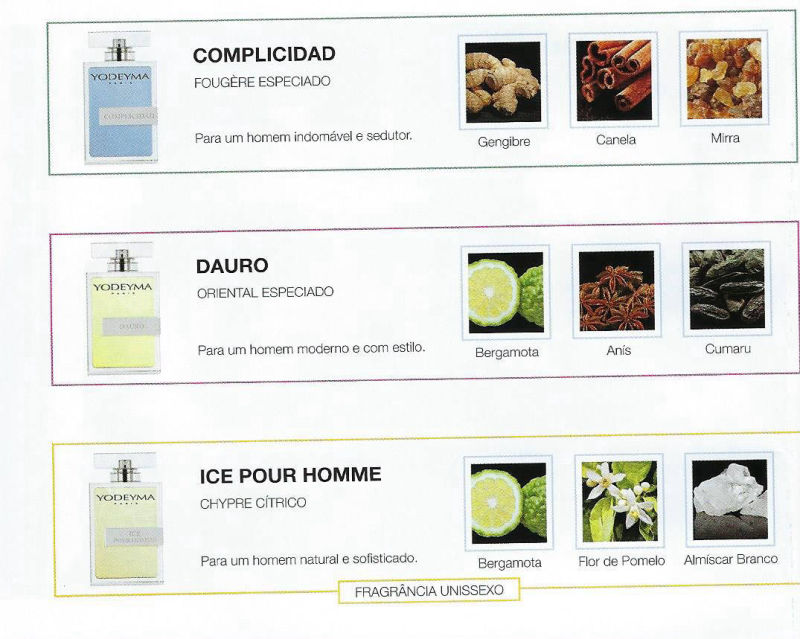 COMPLICIDAD
FOUGÈRE ESPECIADO
YODEYMA
PARIS
COMPLICIDAD
Para um homem indomável e sedutor.
Gengibre
Canela
Mirra
DAURO
ORIENTAL ESPECIADO
YODEYMA
PARIS
DAURO
Para um homem moderno e com estilo.
Bergamota
Anís
Cumaru
ICE POUR HOMME
CHYPRE CÍTRICO
YODEYMA
PARIS
ICE
POUR HOMME
Para um homem natural e sofisticado.
Bergamota
Flor de Pomelo
Almíscar Branco
FRAGRÂNCIA UNISSEXO